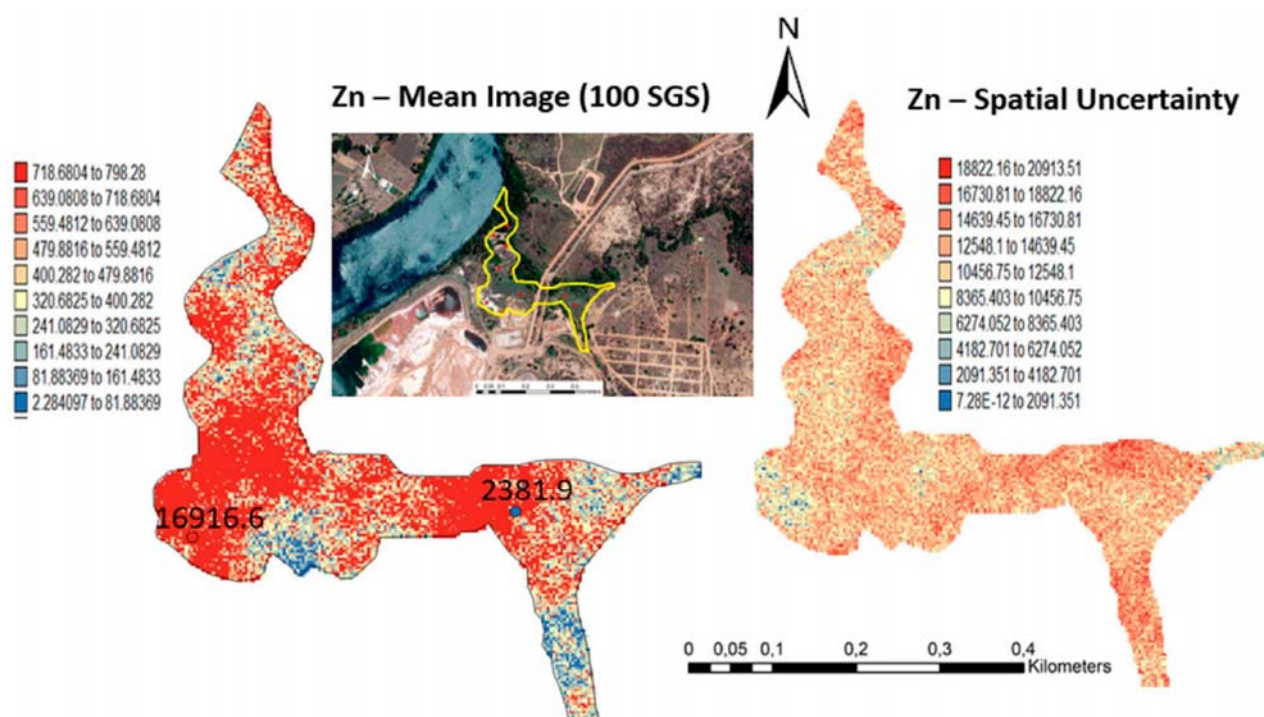 N
Zn – Mean Image (100 SGS)
Zn – Spatial Uncertainty
718.6804 to 798.28
639.0808 to 718.6804
559.4812 to 639.0808
479.8816 to 559.4812
400.282 to 479.8816
320.6825 to 400.282
241.0829 to 320.6825
161.4833 to 241.0829
81.88369 to 161.4833
2.284097 to 81.88369
18822.16 to 20913.51
16730.81 to 18822.16
14639.45 to 16730.81
12548.1 to 14639.45
10456.75 to 12548.1
8365.403 to 10456.75
6274.052 to 8365.403
4182.701 to 6274.052
2091.351 to 4182.701
7.28E-12 to 2091.351
2381.9
16916.6
0 0,05 0,1 0,2 0,3 0,4
Kilometers